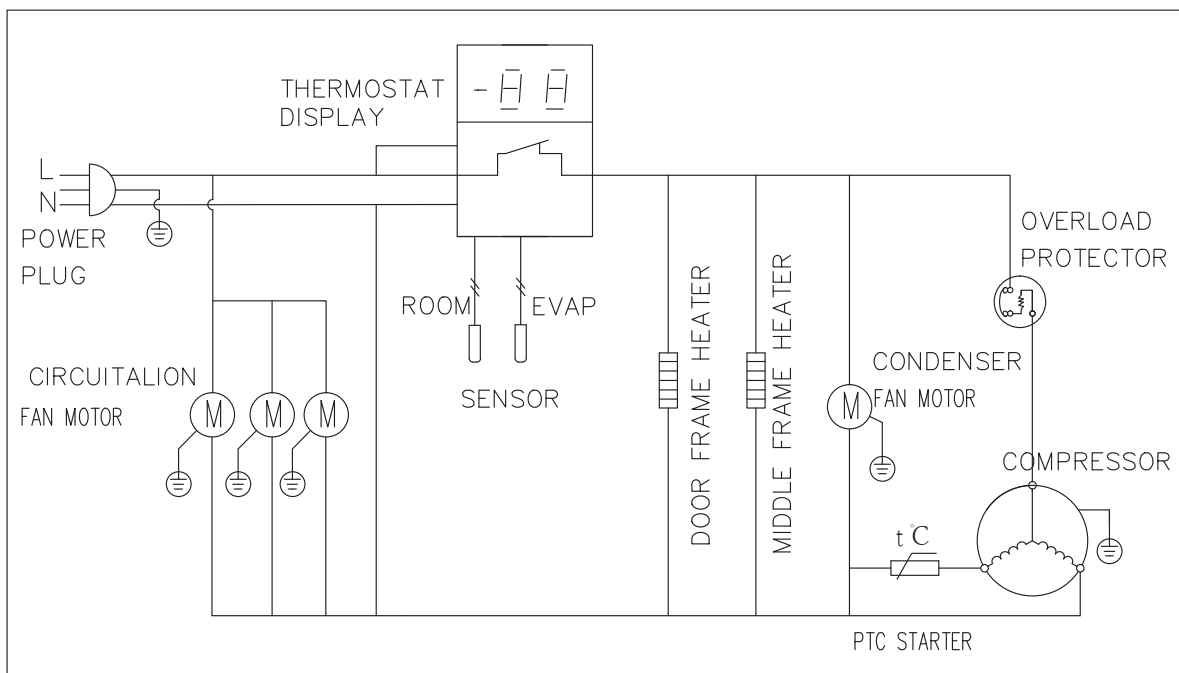 THERMOSTAT
DISPLAY
-88
L
N
POWER
PLUG
ROOM
EVAP
SENSOR
CIRCUITALION
FAN MOTOR
M
M
M
DOOR FRAME HEATER
MIDDLE FRAME HEATER
CONDENSER
FAN MOTOR
M
OVERLOAD
PROTECTOR
COMPRESSOR
t°C
PTC STARTER